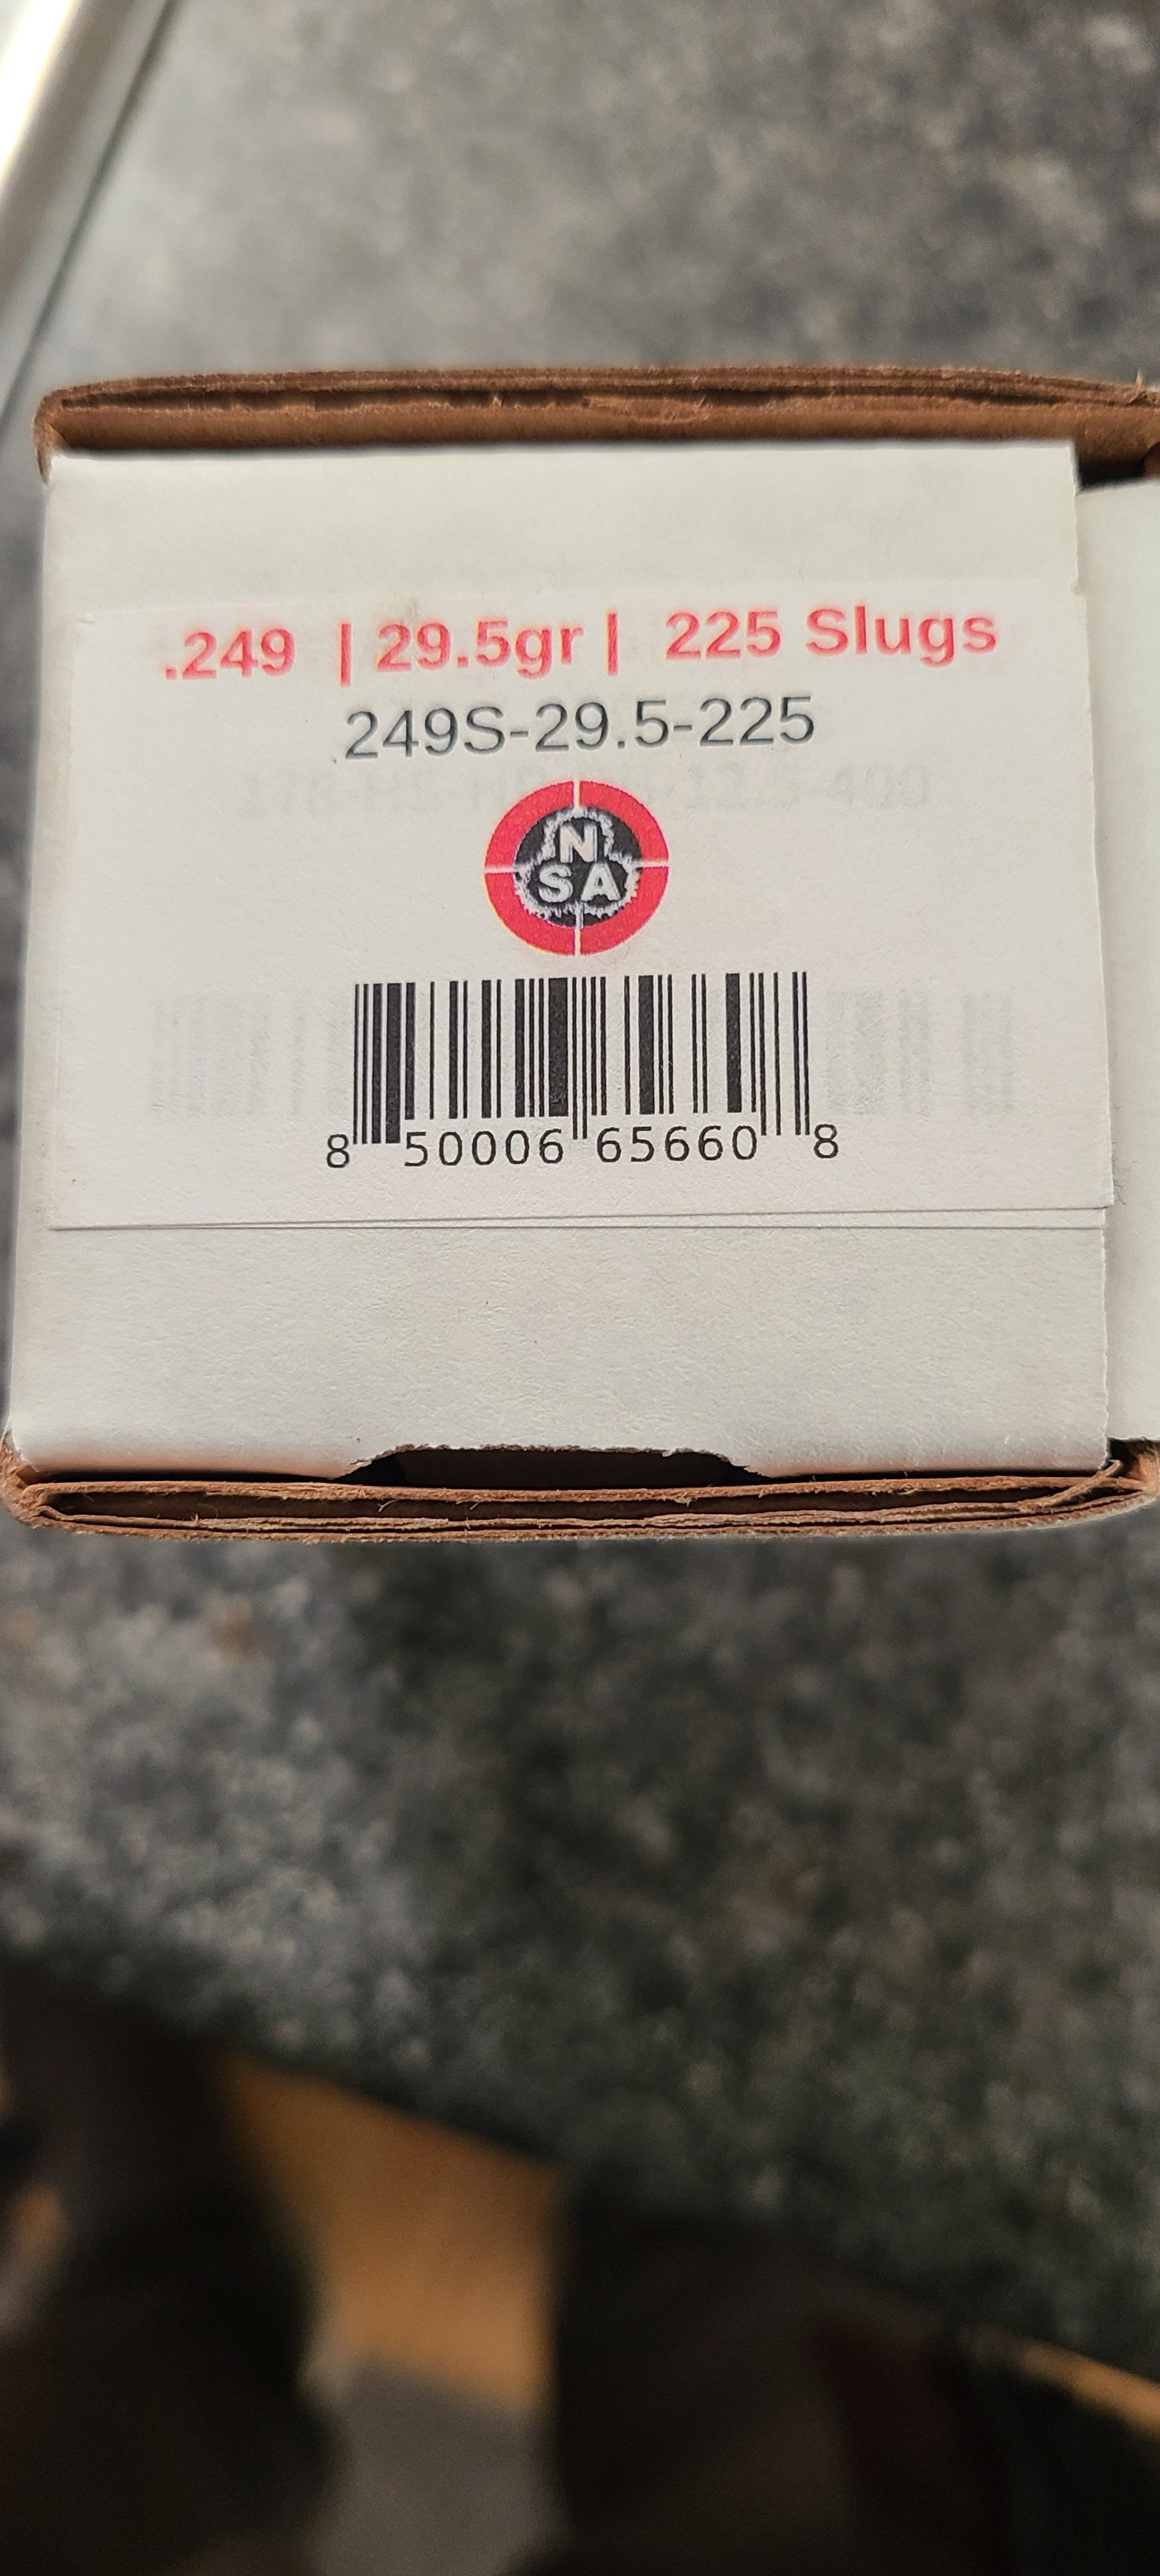 .249 | 29.5gr | 225 Slugs
249S-29.5-225
N
SA
8 50006 65660 8